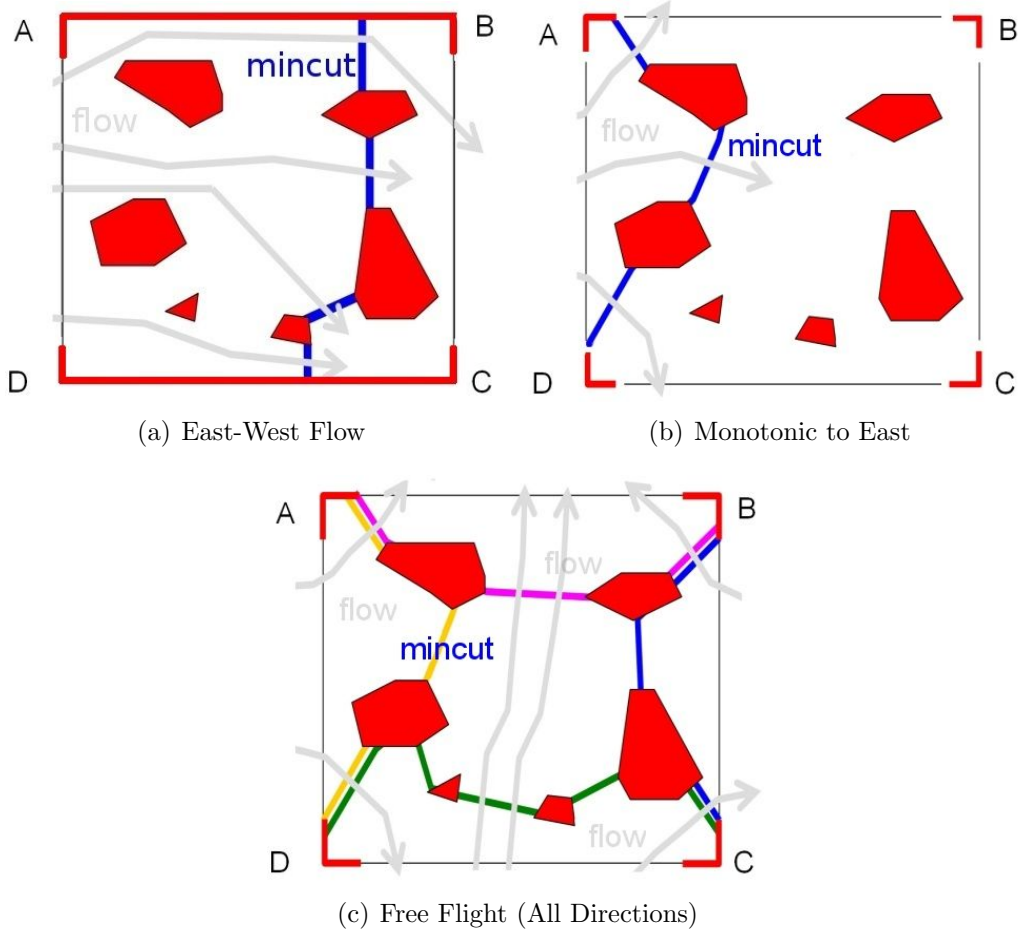 A
B
mincut
flow
D
C
(a) East-West Flow
A
B
flow
mincut
D
C
(b) Monotonic to East
A
B
flow
flow
mincut
flow
D
C
(c) Free Flight (All Directions)